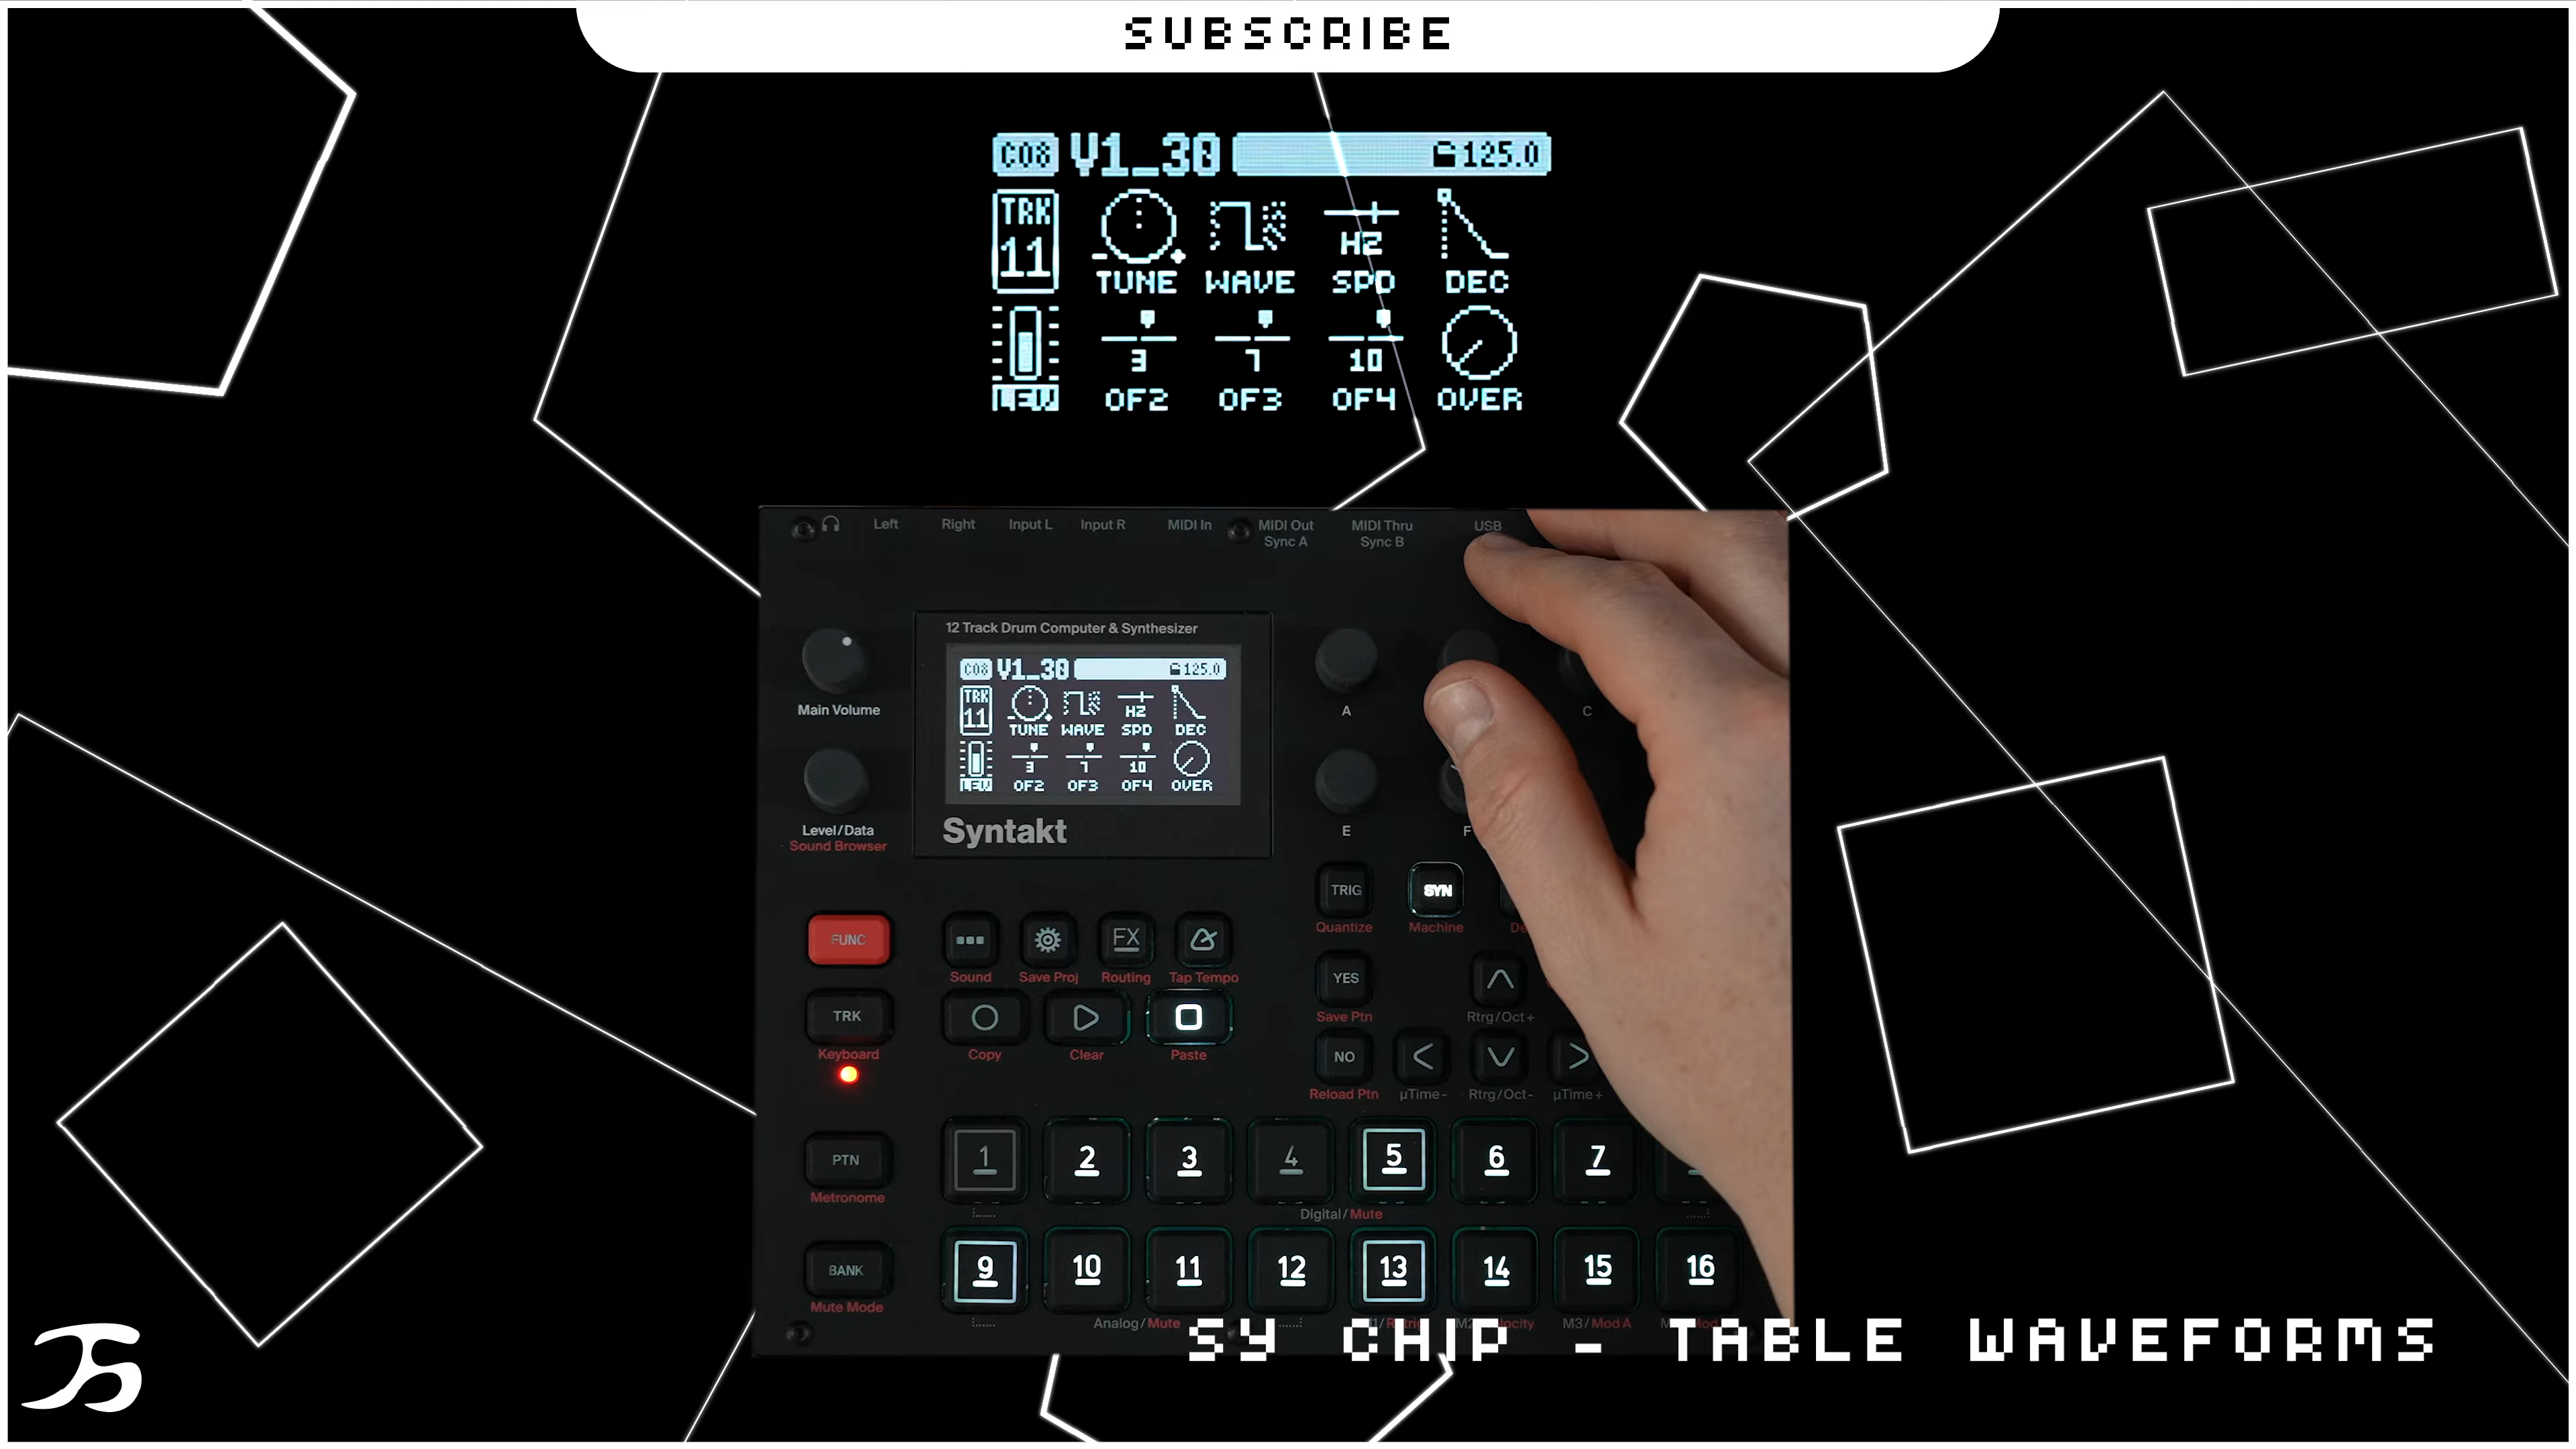 SUBSCRIBE
C08 V1_30 125.0
TRK
11
HZ
TUNE WAVE SPD DEC
3 7 10
LEV OF2 OF3 OF4 OVER
Left Right Input L Input R MIDI In MIDI Out MIDI Thru USB
Sync A Sync B
12 Track Drum Computer & Synthesizer
C08 V1_30 125.0
TRK
11
HZ
TUNE WAVE SPD DEC
3 7 10
LEV OF2 OF3 OF4 OVER
Syntakt
Main Volume
A C
Level/Data
Sound Browser
E F
TRIG SYN
Quantize Machine
FUNC FX
Sound Save Proj Routing Tap Tempo
YES
Save Ptn Rtrg/Oct+
TRK
Keyboard Copy Clear Paste
NO
Reload Ptn µTime- Rtrg/Oct- µTime+
PTN 1 2 3 4 5 6 7
Metronome
Digital/Mute
BANK 9 10 11 12 13 14 15 16
Mute Mode
Analog/Mute M3/Mod A
SY CHIP - TABLE WAVEFORMS
JS